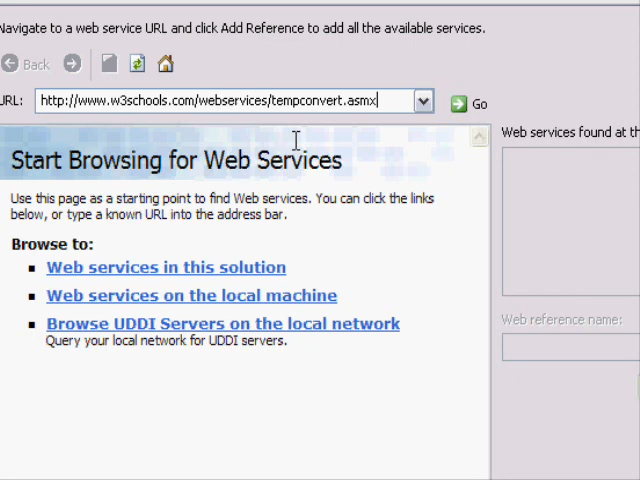 Navigate to a web service URL and click Add Reference to add all the available services.
Back
URL: http://www.w3schools.com/webservices/tempconvert.asmx Go
Web services found at th
Start Browsing for Web Services
Use this page as a starting point to find Web services. You can click the links
below, or type a known URL into the address bar.
Browse to:
Web services in this solution
Web services on the local machine
Browse UDDI Servers on the local network
Query your local network for UDDI servers.
Web reference name: